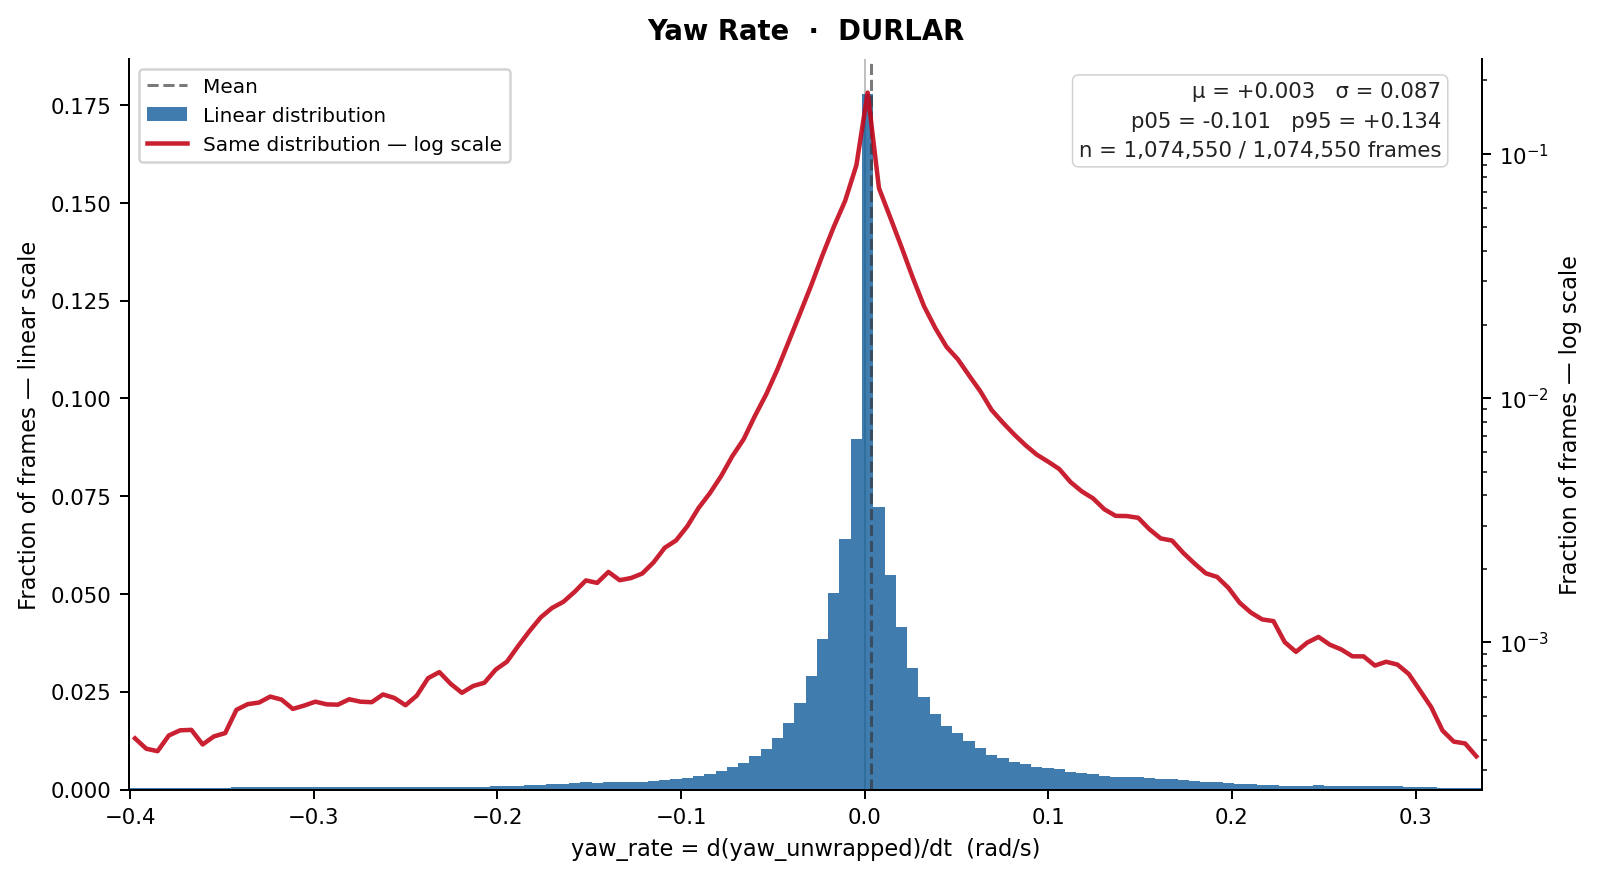 Yaw Rate · DURLAR
Mean
Linear distribution
Same distribution — log scale
μ = +0.003 σ = 0.087
p05 = -0.101 p95 = +0.134
n = 1,074,550 / 1,074,550 frames
Fraction of frames — linear scale
0.175
0.150
0.125
0.100
0.075
0.050
0.025
0.000
−0.4
−0.3
−0.2
−0.1
0.0
0.1
0.2
0.3
yaw_rate = d(yaw_unwrapped)/dt (rad/s)
10⁻¹
10⁻²
10⁻³
Fraction of frames — log scale